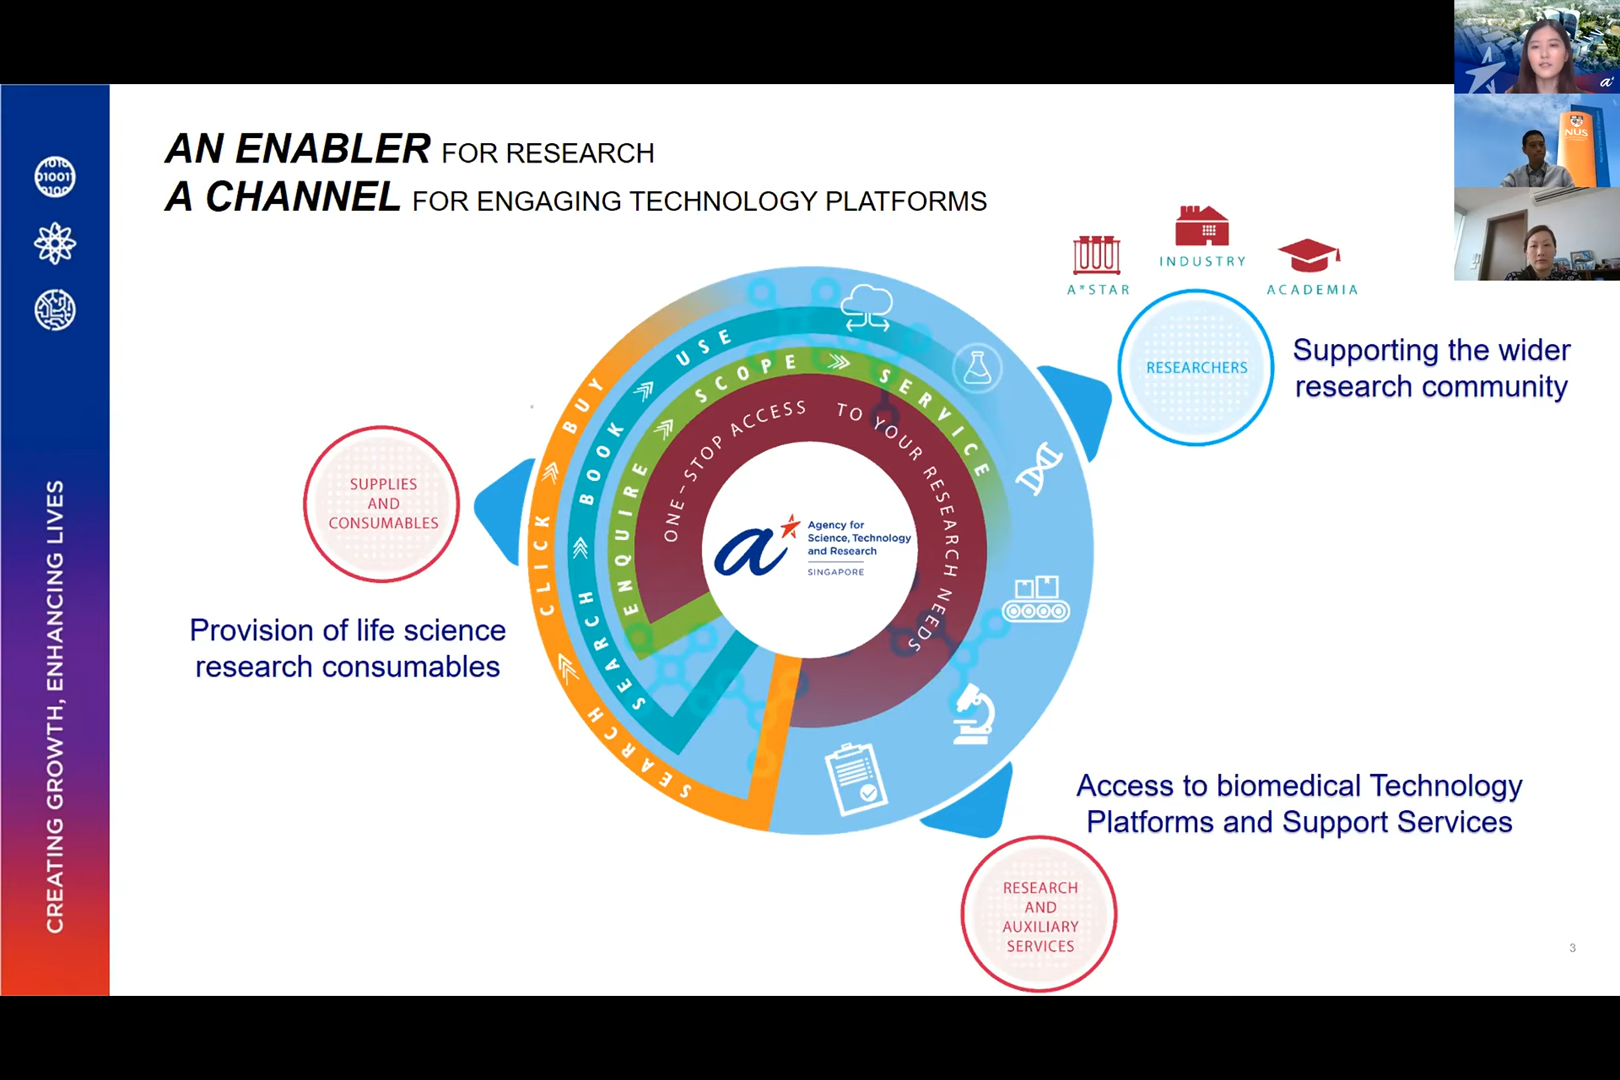 AN ENABLER FOR RESEARCH
A CHANNEL FOR ENGAGING TECHNOLOGY PLATFORMS
CREATING GROWTH, ENHANCING LIVES
A*STAR
INDUSTRY
ACADEMIA
RESEARCHERS
Supporting the wider
research community
SUPPLIES
AND
CONSUMABLES
Provision of life science
research consumables
SEARCH CLICK BUY
SEARCH BOOK USE
ENQUIRE SCOPE SERVICE
ONE-STOP ACCESS TO YOUR RESEARCH NEEDS
a
Agency for
Science, Technology
and Research
SINGAPORE
Access to biomedical Technology
Platforms and Support Services
RESEARCH
AND
AUXILIARY
SERVICES
3
a
NUS